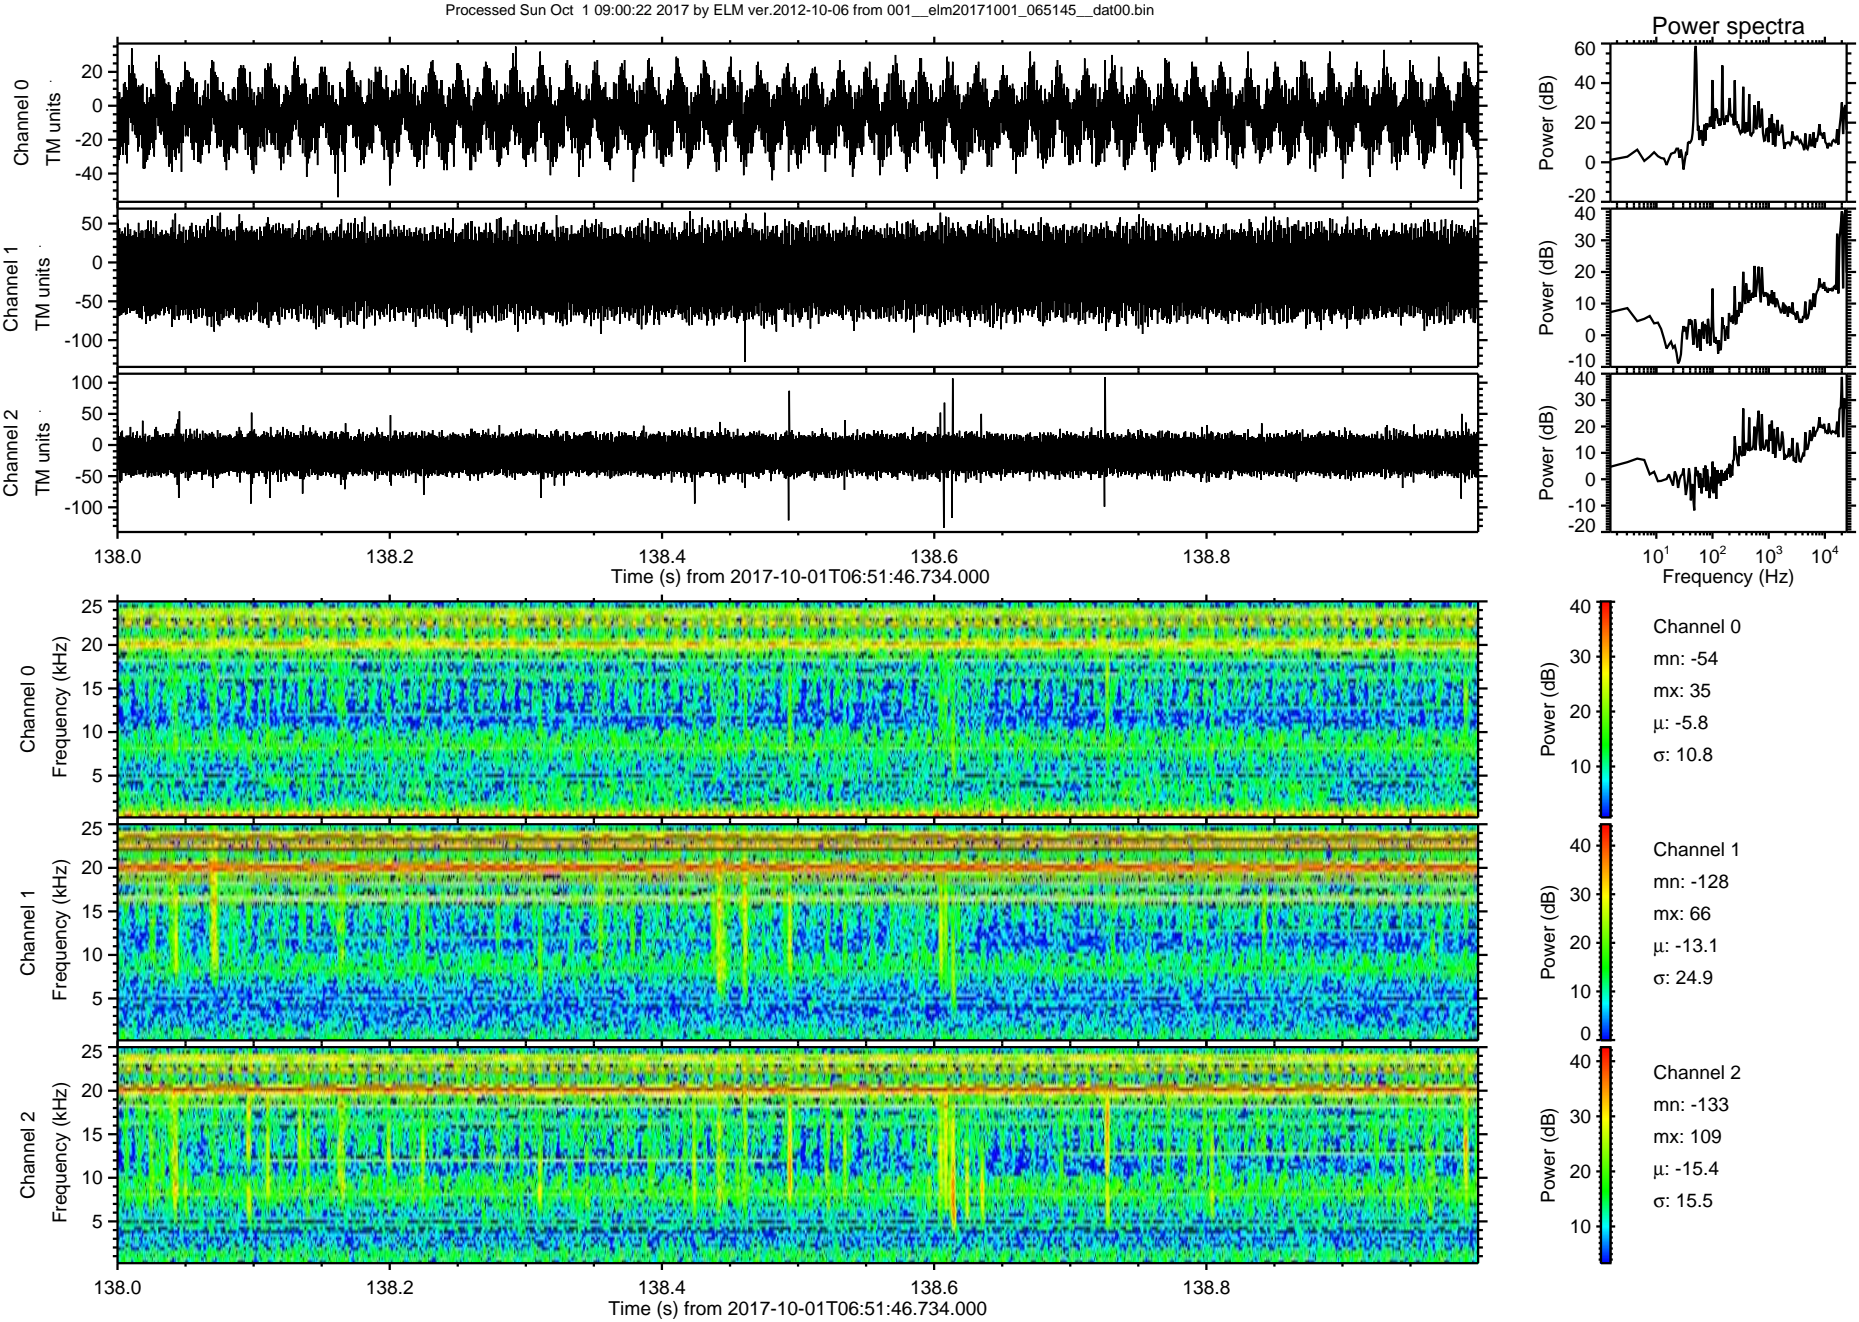 Processed Sun Oct  1 09:00:22 2017 by ELM ver.2012-10-06 from 001__elm20171001_065145__dat00.bin
Power spectra
Channel 0
TM units
20
0
-20
-40
Power (dB)
60
40
20
0
-20
Channel 1
TM units
50
0
-50
-100
Power (dB)
40
30
20
10
0
-10
Channel 2
TM units
100
50
0
-50
-100
Power (dB)
40
30
20
10
0
-10
-20
138.0 138.2 138.4 138.6 138.8
Time (s) from 2017-10-01T06:51:46.734.000
10¹ 10² 10³ 10⁴
Frequency (Hz)
Channel 0
Frequency (kHz)
25
20
15
10
5
Power (dB)
40
30
20
10
Channel 0
mn: -54
mx: 35
µ: -5.8
σ: 10.8
Channel 1
Frequency (kHz)
25
20
15
10
5
Power (dB)
40
30
20
10
0
Channel 1
mn: -128
mx: 66
µ: -13.1
σ: 24.9
Channel 2
Frequency (kHz)
25
20
15
10
5
Power (dB)
40
30
20
10
Channel 2
mn: -133
mx: 109
µ: -15.4
σ: 15.5
138.0 138.2 138.4 138.6 138.8
Time (s) from 2017-10-01T06:51:46.734.000